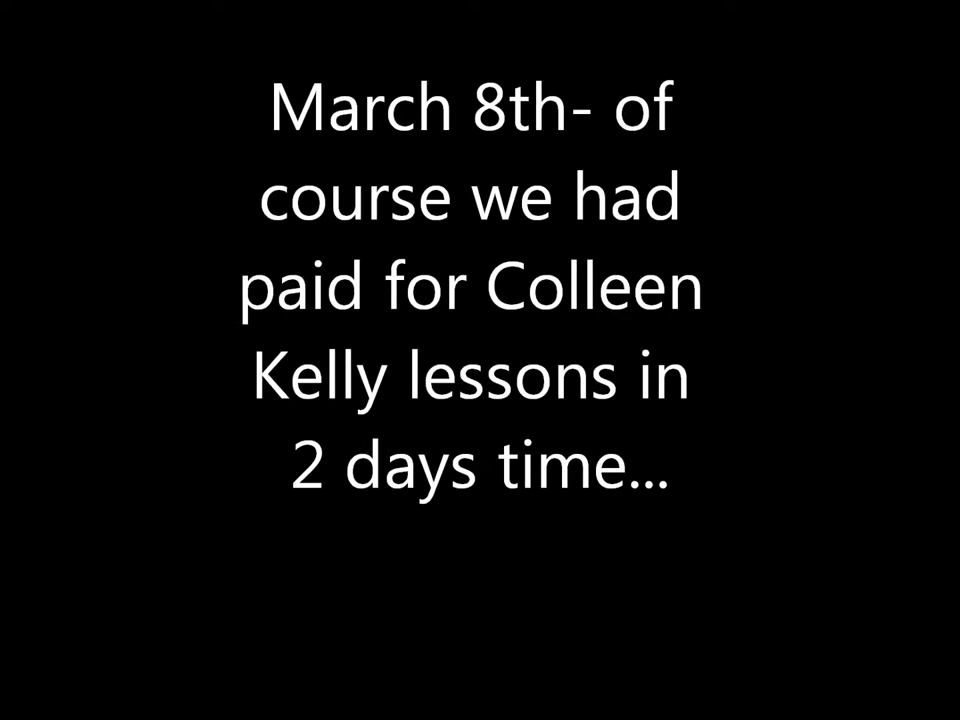 March 8th- of
course we had
paid for Colleen
Kelly lessons in
2 days time...